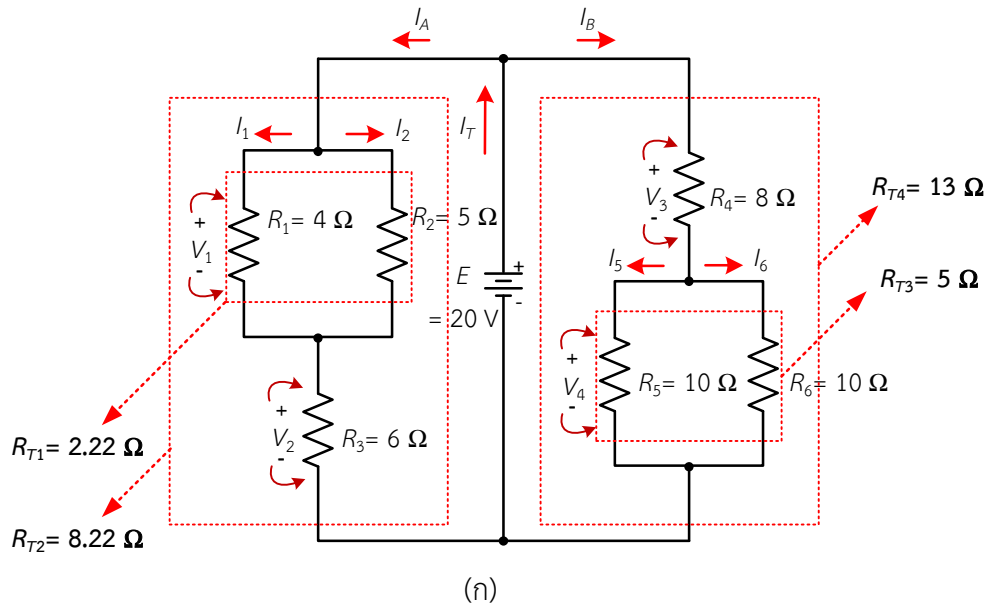 I_A
I_B
I_1
I_2
I_T
+
V_1
-
R_1= 4 Ω
R_2= 5 Ω
+
V_3
-
R_4= 8 Ω
R_T4= 13 Ω
I_5
I_6
R_T3= 5 Ω
E
+
= 20 V
-
+
V_4
-
R_5= 10 Ω
R_6= 10 Ω
+
V_2
-
R_3= 6 Ω
R_T1= 2.22 Ω
R_T2= 8.22 Ω
(ก)